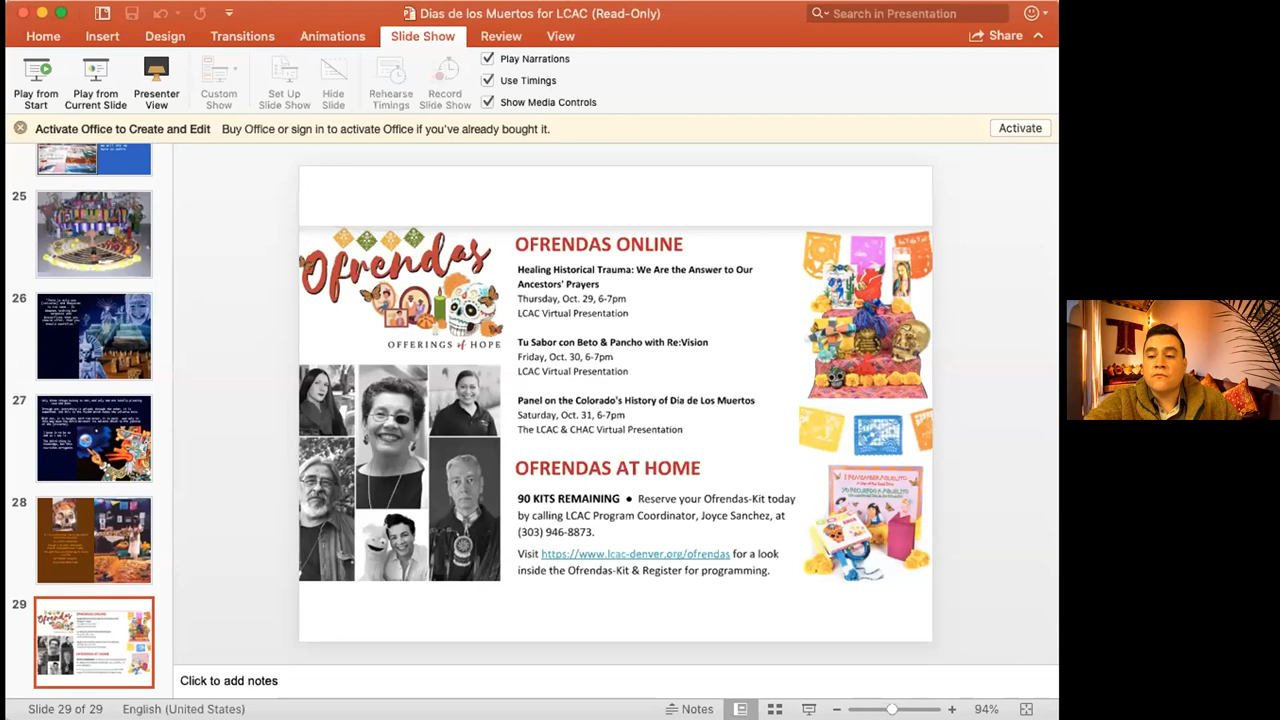 Dias de los Muertos for LCAC (Read-Only)
Search in Presentation
Home Insert Design Transitions Animations Slide Show Review View
Share
Play from Start
Play from Current Slide
Presenter View
Custom Show
Set Up Slide Show
Hide Slide
Rehearse Timings
Record Slide Show
Play Narrations
Use Timings
Show Media Controls
Activate Office to Create and Edit Buy Office or sign in to activate Office if you've already bought it.
Activate
25
26
27
28
29
Ofrendas
OFFERINGS of HOPE
OFRENDAS ONLINE
Healing Historical Trauma: We Are the Answer to Our
Ancestors' Prayers
Thursday, Oct. 29, 6-7pm
LCAC Virtual Presentation
Tu Sabor con Beto & Pancho with Re:Vision
Friday, Oct. 30, 6-7pm
LCAC Virtual Presentation
Panel on the Colorado's History of Dia de Los Muertos
Saturday, Oct. 31, 6-7pm
The LCAC & CHAC Virtual Presentation
OFRENDAS AT HOME
90 KITS REMAINING ● Reserve your Ofrendas-Kit today
by calling LCAC Program Coordinator, Joyce Sanchez, at
(303) 946-8873.
Visit https://www.lcac-denver.org/ofrendas for a look
inside the Ofrendas-Kit & Register for programming.
I REMEMBER ABUELITO
YO RECUERDO A ABUELITO
Click to add notes
Slide 29 of 29 English (United States)
Notes
94%